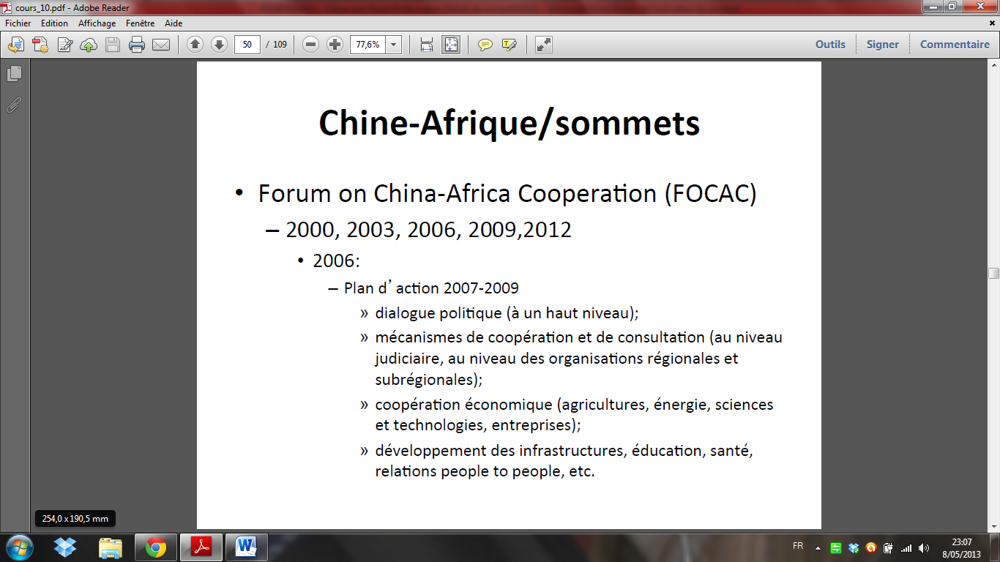 cours_10.pdf - Adobe Reader
Fichier Edition Affichage Fenêtre Aide
50 / 109 77,6% Outils Signer Commentaire
Chine-Afrique/sommets
• Forum on China-Africa Cooperation (FOCAC)
– 2000, 2003, 2006, 2009,2012
• 2006:
– Plan d’ action 2007-2009
» dialogue politique (à un haut niveau);
» mécanismes de coopération et de consultation (au niveau
judiciaire, au niveau des organisations régionales et
subrégionales);
» coopération économique (agricultures, énergie, sciences
et technologies, entreprises);
» développement des infrastructures, éducation, santé,
relations people to people, etc.
254,0 x 190,5 mm
FR 23:07
8/05/2013